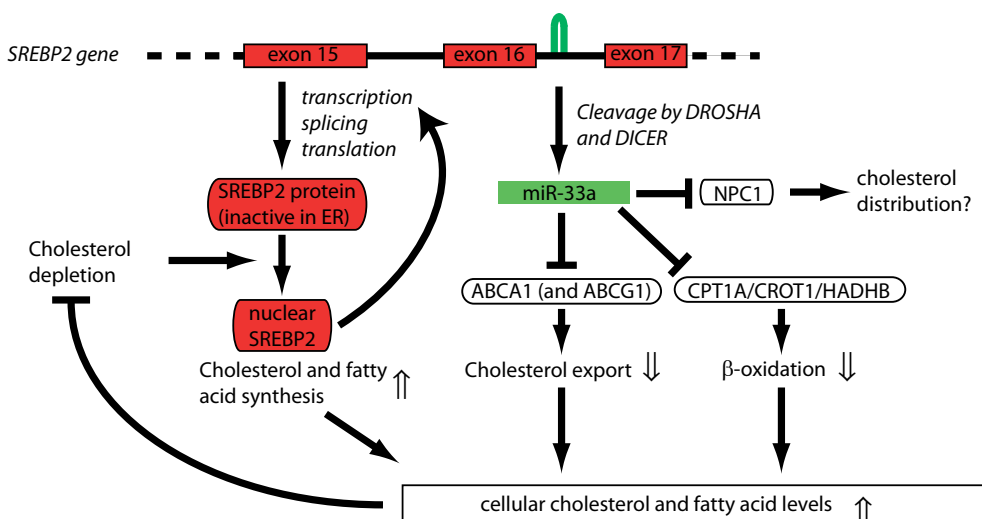 SREBP2 gene
exon 15
exon 16
exon 17
transcription
splicing
translation
Cleavage by DROSHA
and DICER
SREBP2 protein
(inactive in ER)
miR-33a
NPC1
cholesterol
distribution?
Cholesterol
depletion
nuclear
SREBP2
ABCA1 (and ABCG1)
CPT1A/CROT1/HADHB
Cholesterol and fatty
acid synthesis ⇑
Cholesterol export ⇓
β-oxidation ⇓
cellular cholesterol and fatty acid levels ⇑